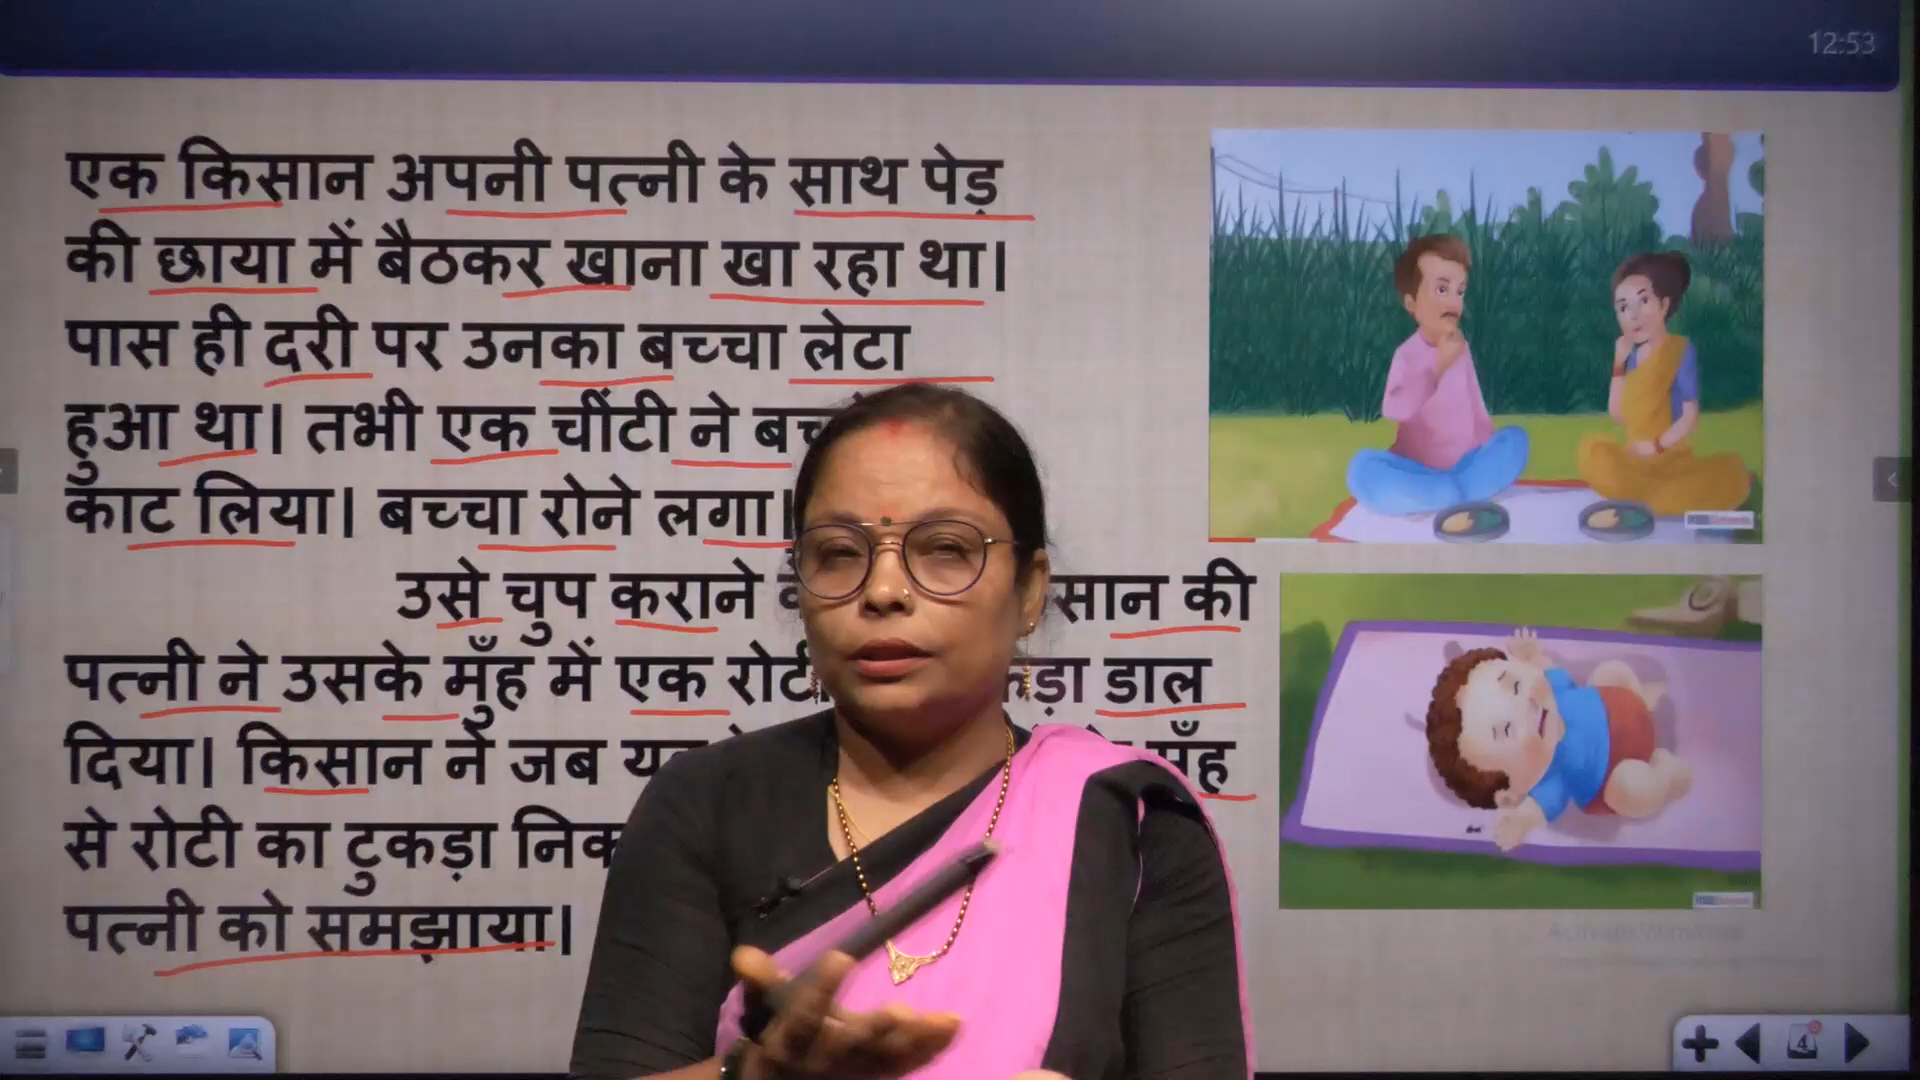 12:53
एक किसान अपनी पत्नी के साथ पेड़
की छाया में बैठकर खाना खा रहा था।
पास ही दरी पर उनका बच्चा लेटा
हुआ था। तभी एक चींटी ने
काट लिया। बच्चा रोने लगा।
उसे चुप कराने की
पत्नी ने उसके मुँह में एक डाल
दिया। किसान ने जब मुँह
से रोटी का टुकड़ा
पत्नी को समझाया।
4